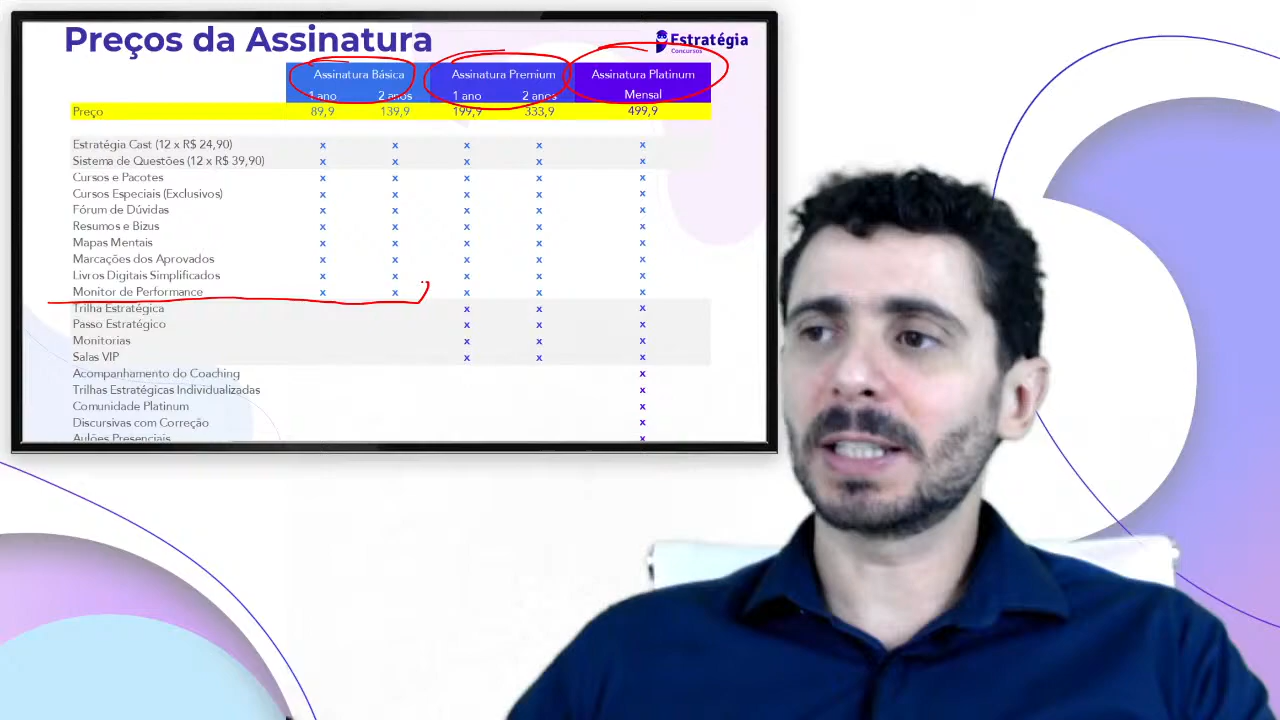 Preços da Assinatura
Estratégia
Concursos
Assinatura Básica Assinatura Premium Assinatura Platinum
1 ano 2 anos 1 ano 2 anos Mensal
Preço 89,9 139,9 199,9 333,9 499,9
Estratégia Cast (12 x R$ 24,90) x x x x x
Sistema de Questões (12 x R$ 39,90) x x x x x
Cursos e Pacotes x x x x x
Cursos Especiais (Exclusivos) x x x x x
Fórum de Dúvidas x x x x x
Resumos e Bizus x x x x x
Mapas Mentais x x x x x
Marcações dos Aprovados x x x x x
Livros Digitais Simplificados x x x x x
Monitor de Performance x x x x x
Trilha Estratégica x x x
Passo Estratégico x x x
Monitorias x x x
Salas VIP x x x
Acompanhamento do Coaching x
Trilhas Estratégicas Individualizadas x
Comunidade Platinum x
Discursivas com Correção x
Aulões Presenciais x